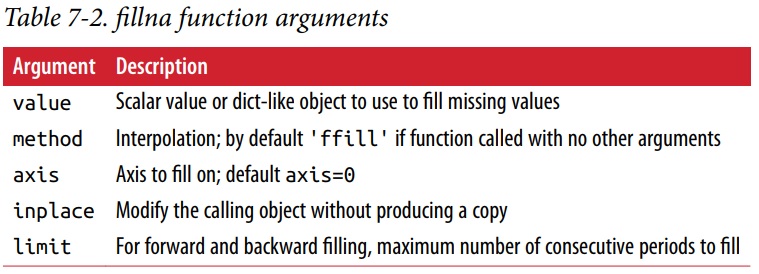 Table 7-2. fillna function arguments
Argument Description
value Scalar value or dict-like object to use to fill missing values
method Interpolation; by default 'ffill' if function called with no other arguments
axis Axis to fill on; default axis=0
inplace Modify the calling object without producing a copy
limit For forward and backward filling, maximum number of consecutive periods to fill